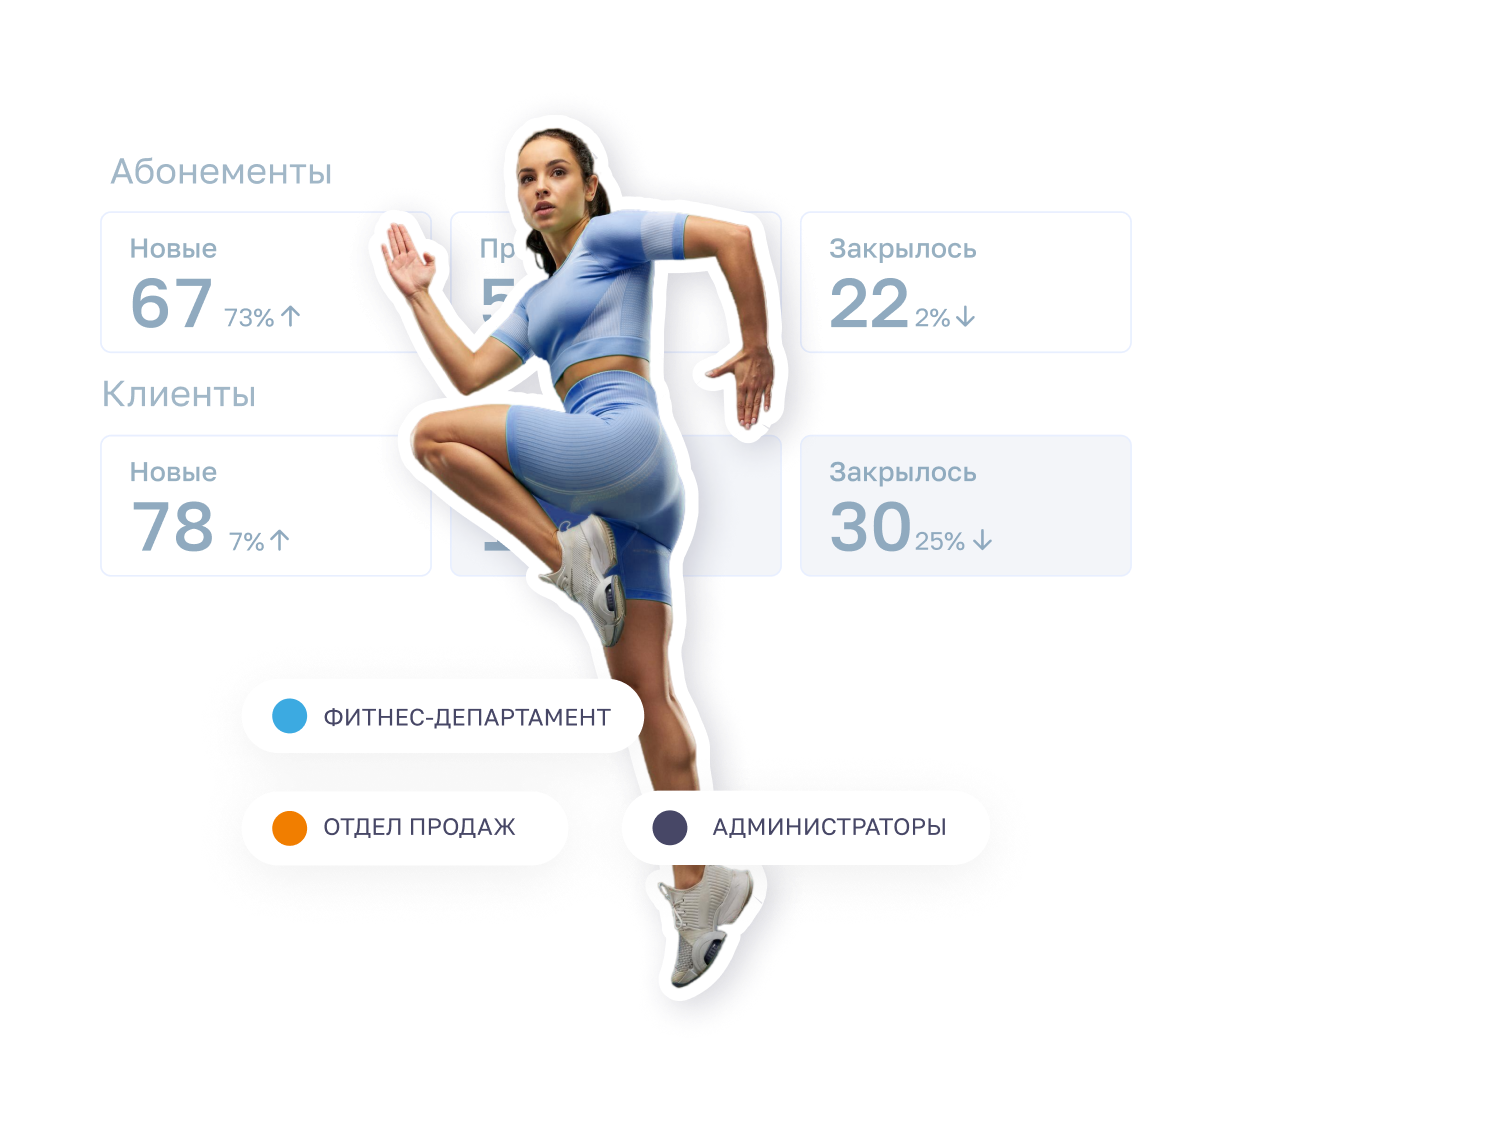 Абонементы
Новые
67 73% ↑
Закрылось
22 2% ↓
Клиенты
Новые
78 7% ↑
Закрылось
30 25% ↓
ФИТНЕС-ДЕПАРТАМЕНТ
ОТДЕЛ ПРОДАЖ
АДМИНИСТРАТОРЫ